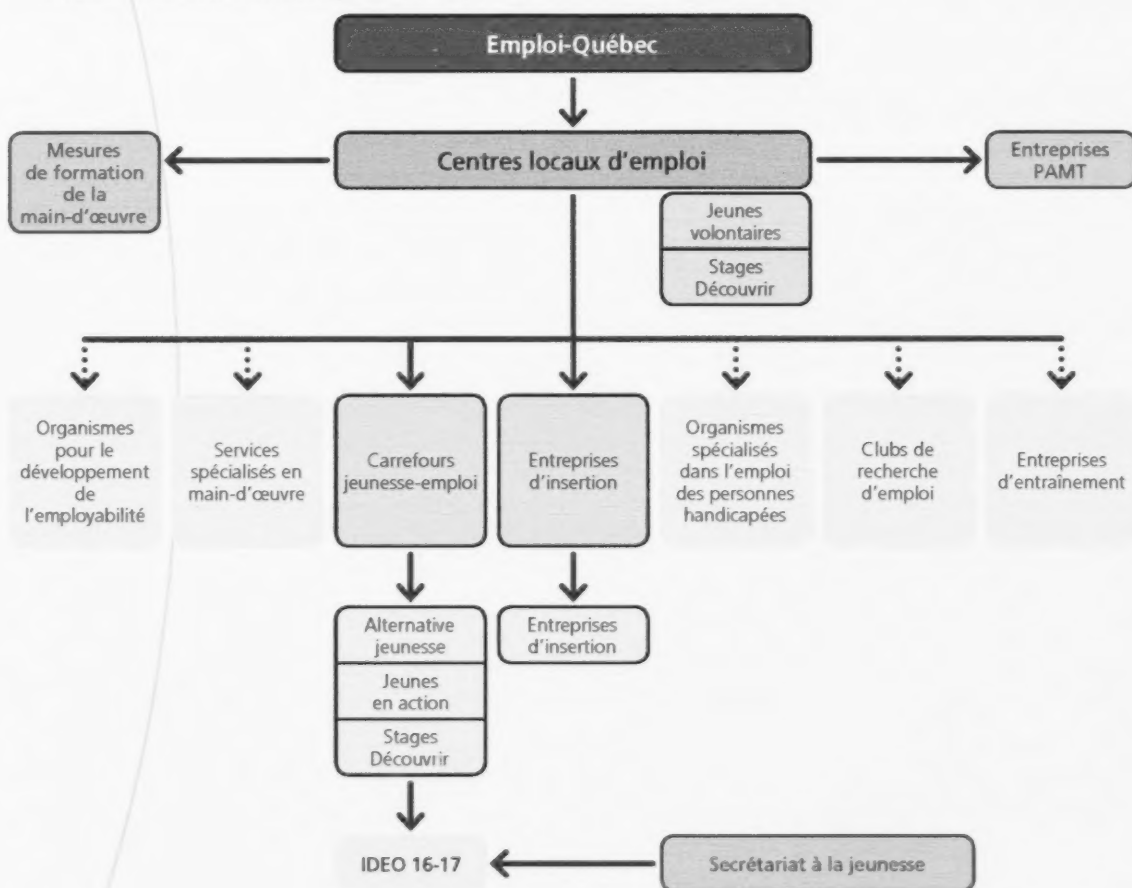 Emploi-Québec
Mesures
de formation
de la
main-d'œuvre
Centres locaux d'emploi
Entreprises
PAMT
Jeunes
volontaires
Stages
Découvrir
Organismes
pour le
développement
de
l'employabilité
Services
spécialisés en
main-d'œuvre
Carrefours
jeunesse-emploi
Entreprises
d'insertion
Organismes
spécialisés
dans l'emploi
des personnes
handicapées
Clubs de
recherche
d'emploi
Entreprises
d'entraînement
Alternative
jeunesse
Jeunes
en action
Stages
Découvrir
Entreprises
d'insertion
IDEO 16-17
Secrétariat à la jeunesse